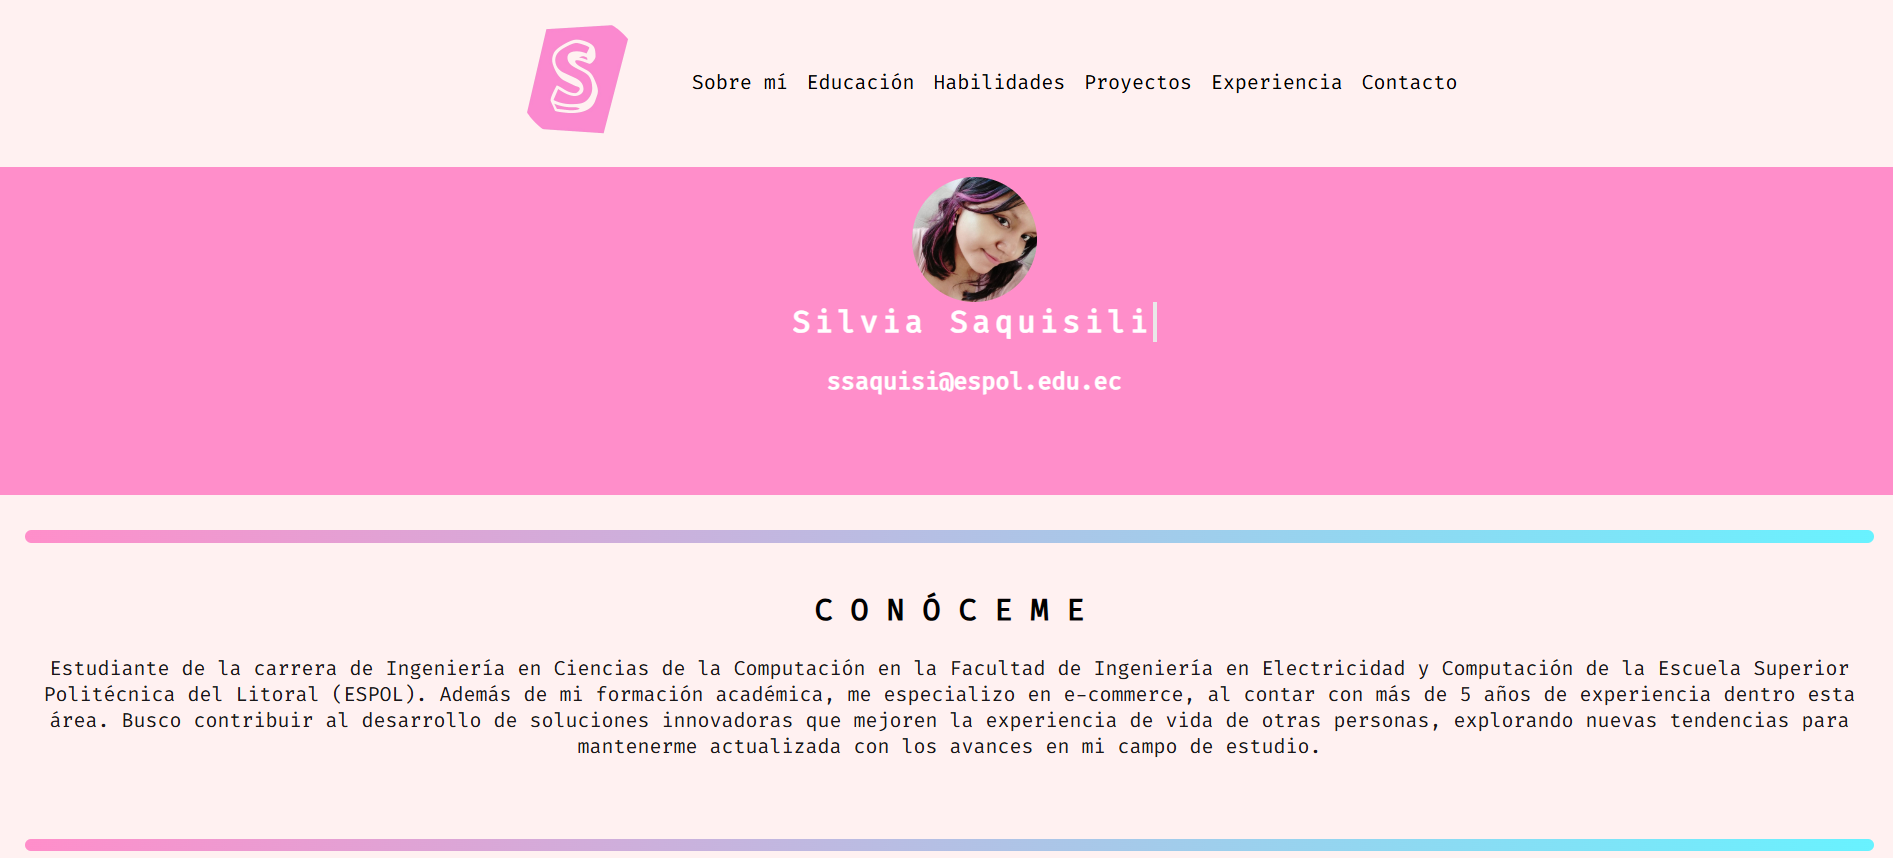 S
Sobre mí Educación Habilidades Proyectos Experiencia Contacto
Silvia Saquisili
ssaquisi@espol.edu.ec
CONÓCEME
Estudiante de la carrera de Ingeniería en Ciencias de la Computación en la Facultad de Ingeniería en Electricidad y Computación de la Escuela Superior
Politécnica del Litoral (ESPOL). Además de mi formación académica, me especializo en e-commerce, al contar con más de 5 años de experiencia dentro esta
área. Busco contribuir al desarrollo de soluciones innovadoras que mejoren la experiencia de vida de otras personas, explorando nuevas tendencias para
mantenerme actualizada con los avances en mi campo de estudio.